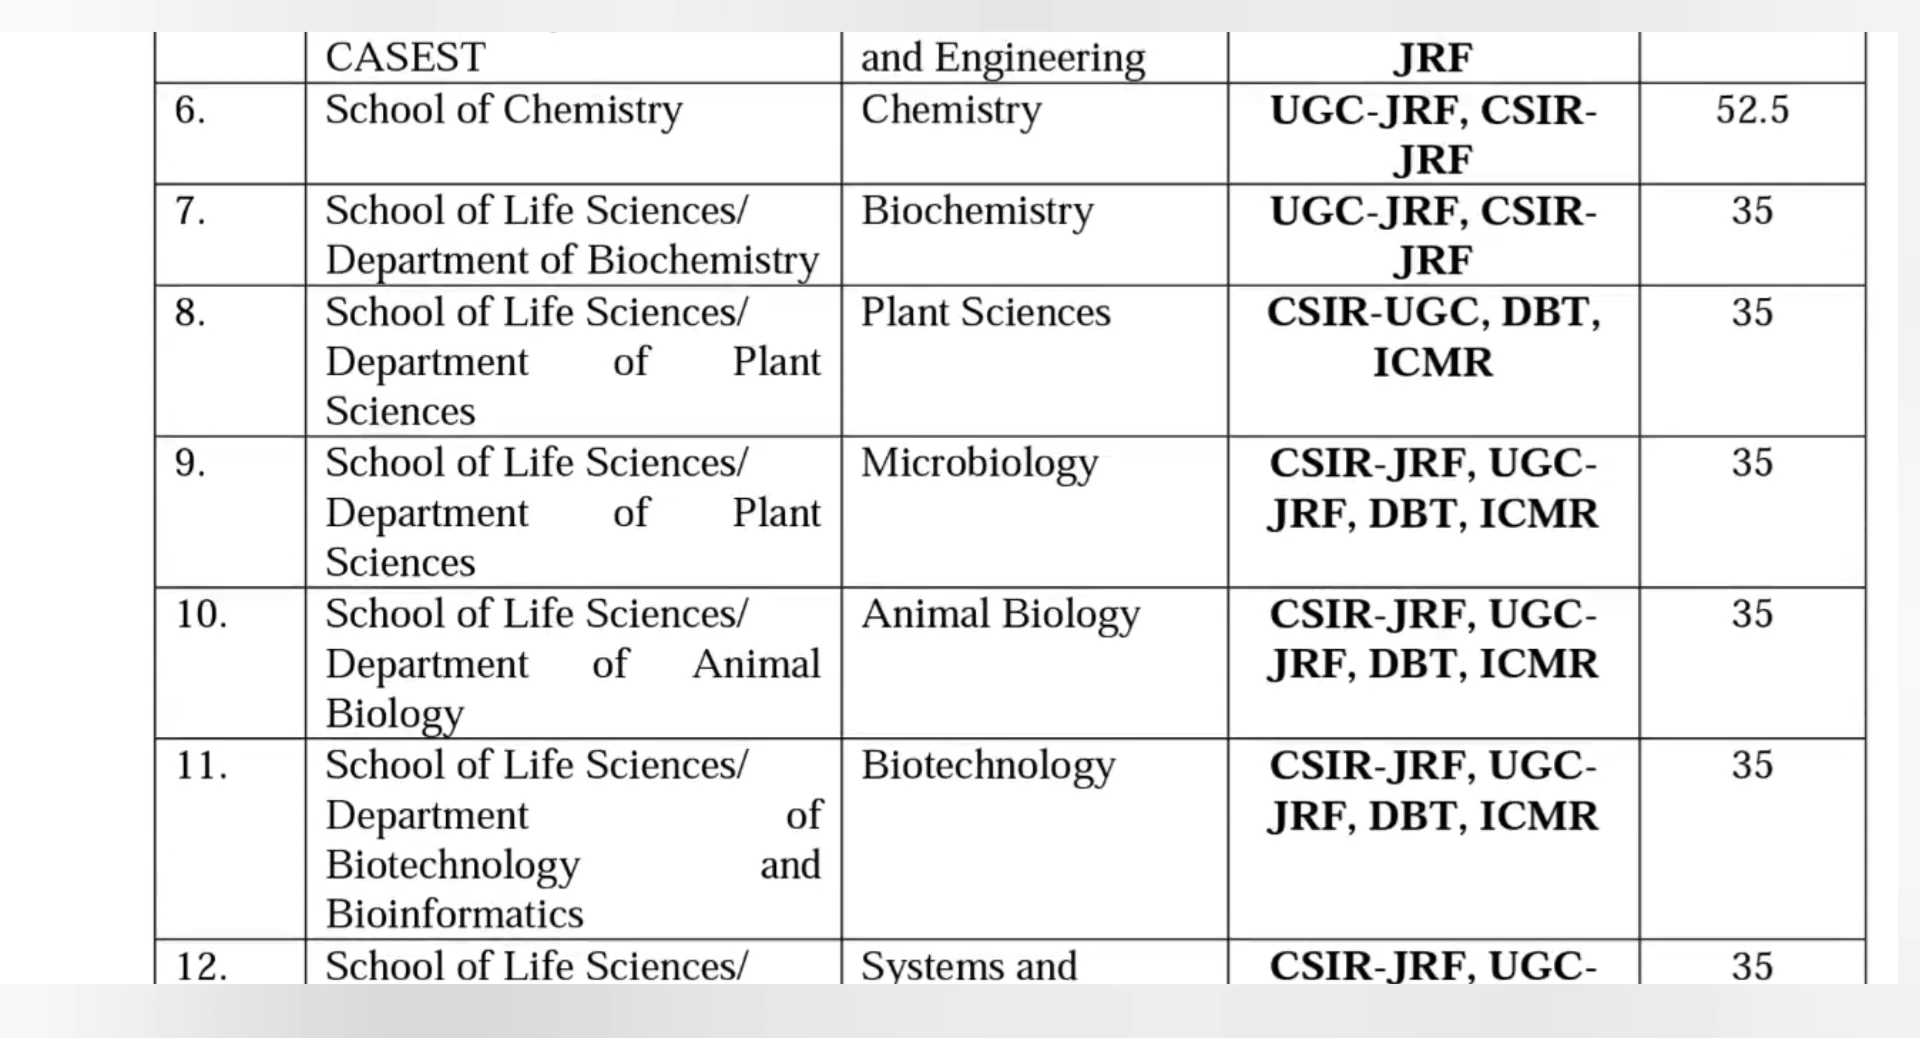 CASEST and Engineering JRF
6. School of Chemistry Chemistry UGC-JRF, CSIR- 52.5
JRF
7. School of Life Sciences/ Biochemistry UGC-JRF, CSIR- 35
Department of Biochemistry JRF
8. School of Life Sciences/ Plant Sciences CSIR-UGC, DBT, 35
Department of Plant ICMR
Sciences
9. School of Life Sciences/ Microbiology CSIR-JRF, UGC- 35
Department of Plant JRF, DBT, ICMR
Sciences
10. School of Life Sciences/ Animal Biology CSIR-JRF, UGC- 35
Department of Animal JRF, DBT, ICMR
Biology
11. School of Life Sciences/ Biotechnology CSIR-JRF, UGC- 35
Department of JRF, DBT, ICMR
Biotechnology and
Bioinformatics
12. School of Life Sciences/ Systems and CSIR-JRF, UGC- 35